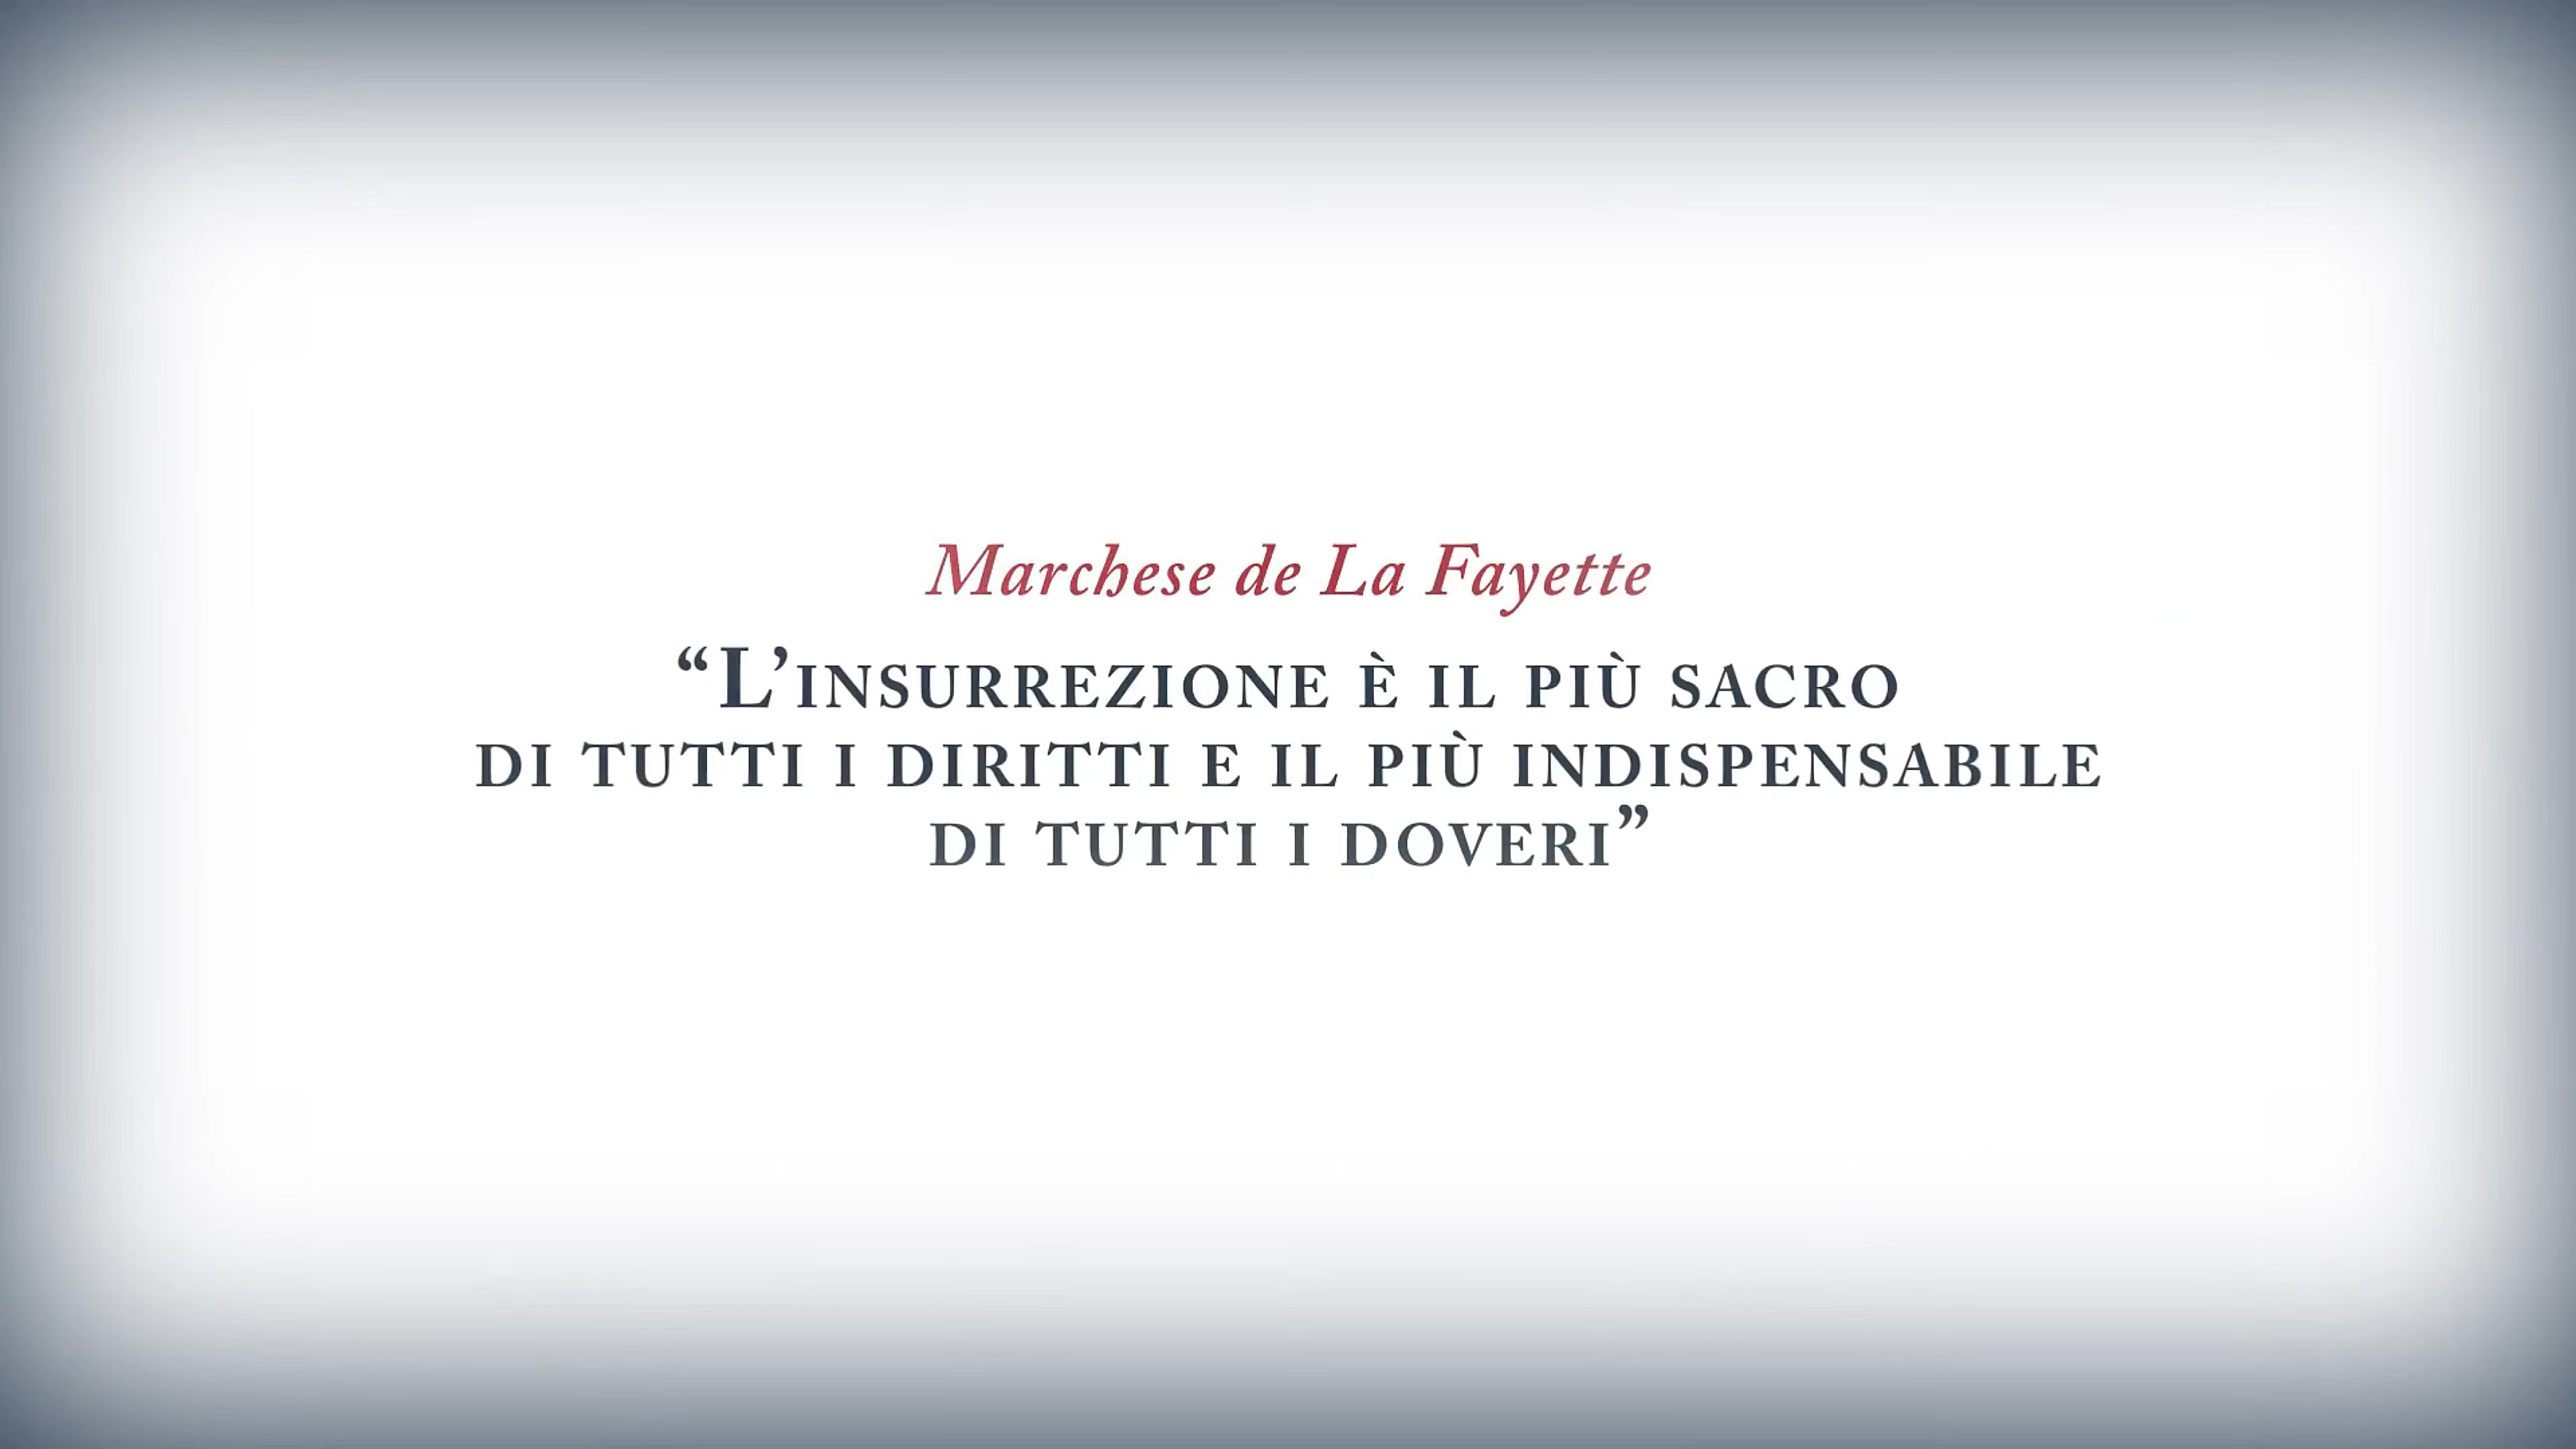 Marchese de La Fayette
“L’insurrezione è il più sacro
di tutti i diritti e il più indispensabile
di tutti i doveri”